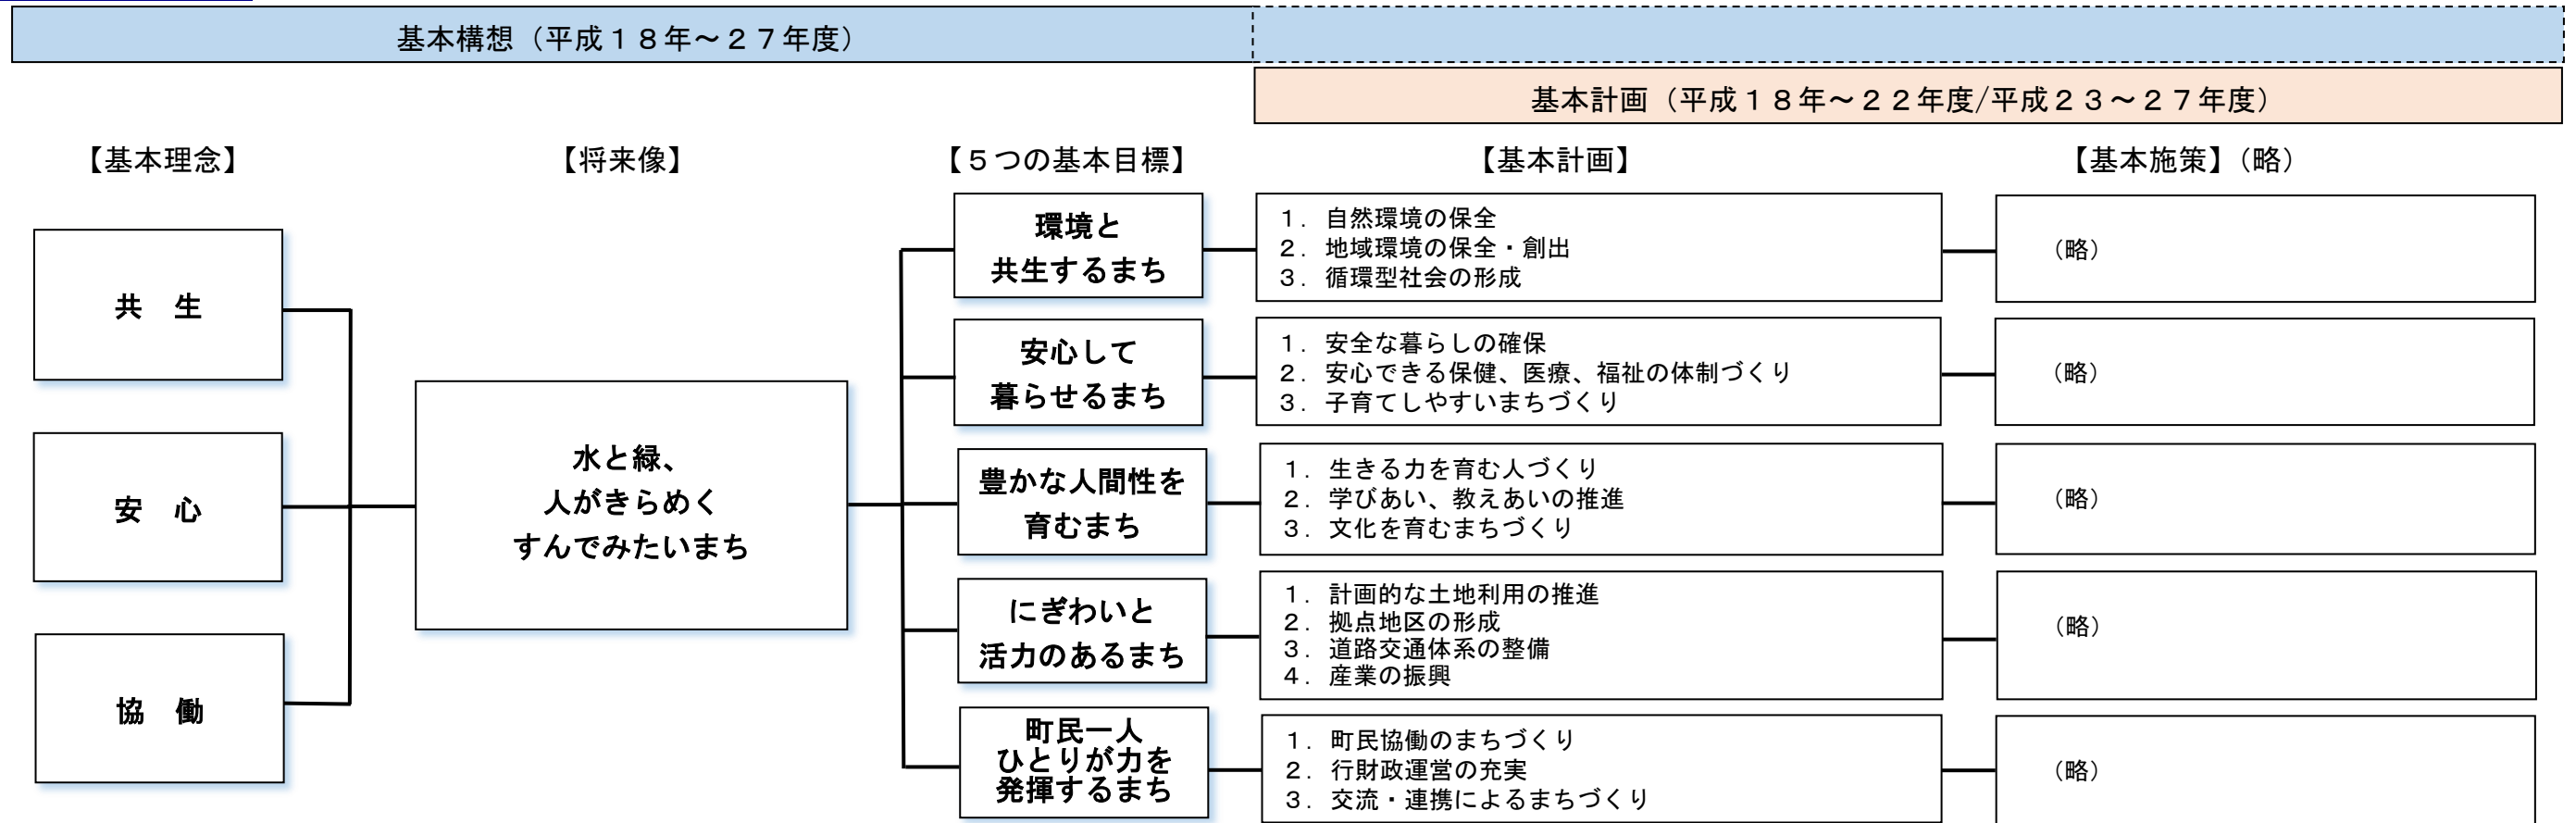 基本構想（平成１８年～２７年度）
基本計画（平成１８年～２２年度/平成２３～２７年度）
【基本理念】
【将来像】
【５つの基本目標】
【基本計画】
【基本施策】（略）
共　生
安　心
協　働
水と緑、
人がきらめく
すんでみたいまち
環境と
共生するまち
1．自然環境の保全
2．地域環境の保全・創出
3．循環型社会の形成
（略）
安心して
暮らせるまち
1．安全な暮らしの確保
2．安心できる保健、医療、福祉の体制づくり
3．子育てしやすいまちづくり
（略）
豊かな人間性を
育むまち
1．生きる力を育む人づくり
2．学びあい、教えあいの推進
3．文化を育むまちづくり
（略）
にぎわいと
活力のあるまち
1．計画的な土地利用の推進
2．拠点地区の形成
3．道路交通体系の整備
4．産業の振興
（略）
町民一人
ひとりが力を
発揮するまち
1．町民協働のまちづくり
2．行財政運営の充実
3．交流・連携によるまちづくり
（略）